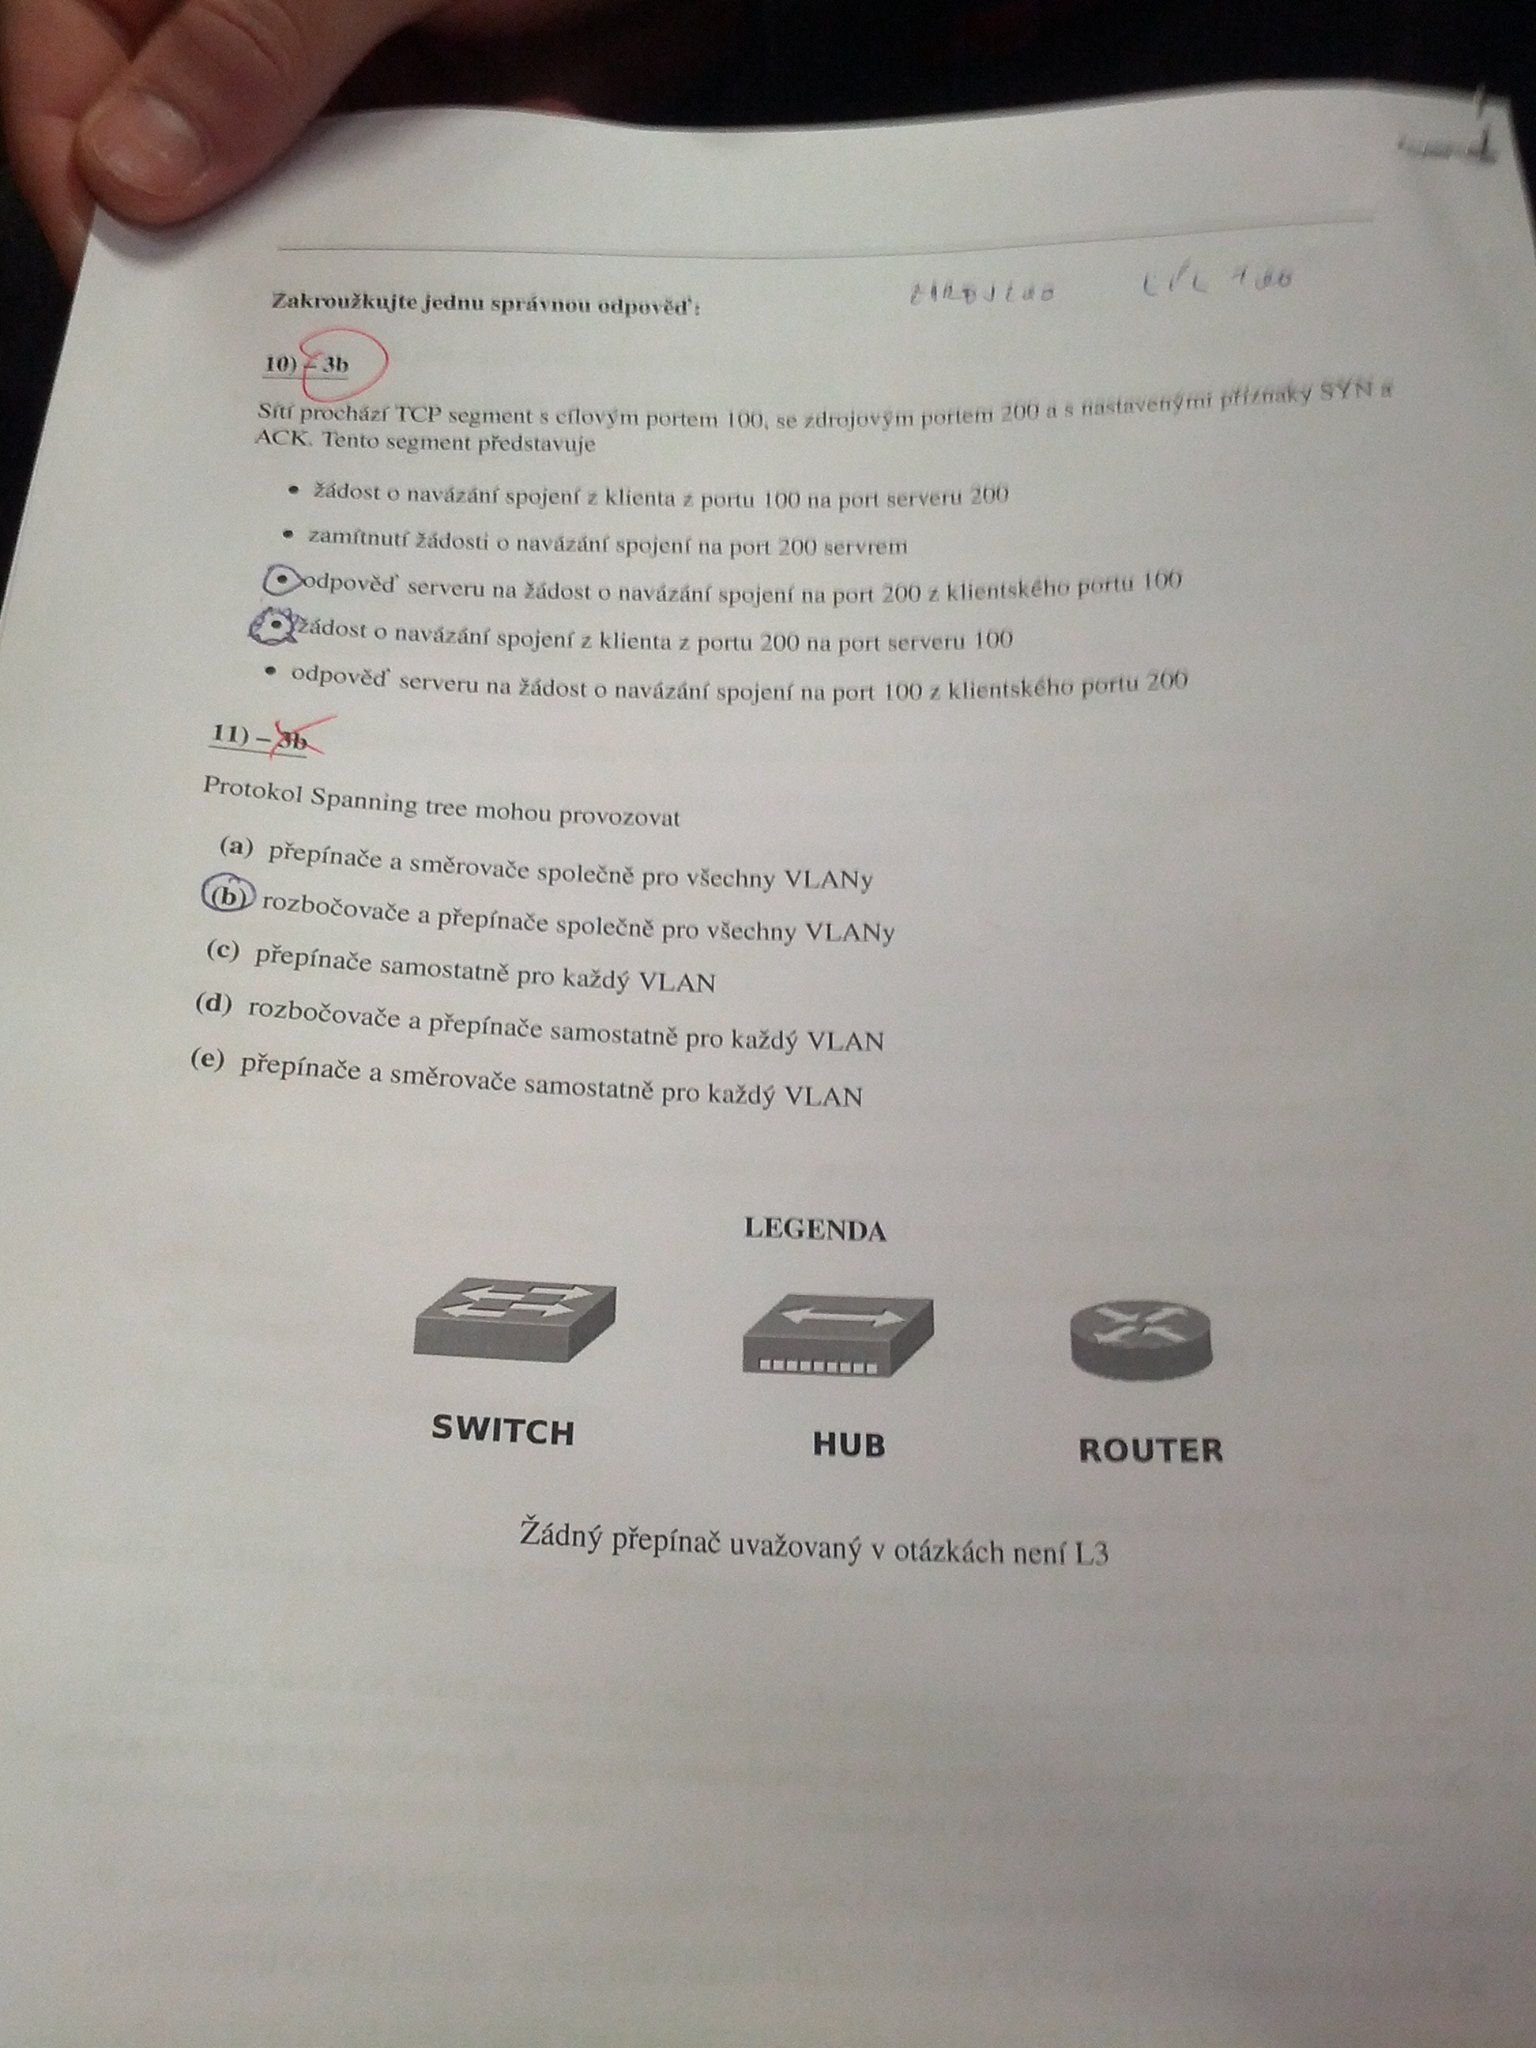 Zakroužkujte jednu správnou odpověď:
10) – 3b
Sítí prochází TCP segment s cílovým portem 100, se zdrojovým portem 200 a s nastavenými příznaky SYN a
ACK. Tento segment představuje
• žádost o navázání spojení z klienta z portu 100 na port serveru 200
• zamítnutí žádosti o navázání spojení na port 200 servrem
• odpověď serveru na žádost o navázání spojení na port 200 z klientského portu 100
• žádost o navázání spojení z klienta z portu 200 na port serveru 100
• odpověď serveru na žádost o navázání spojení na port 100 z klientského portu 200
11) – 3b
Protokol Spanning tree mohou provozovat
(a) přepínače a směrovače společně pro všechny VLANy
(b) rozbočovače a přepínače společně pro všechny VLANy
(c) přepínače samostatně pro každý VLAN
(d) rozbočovače a přepínače samostatně pro každý VLAN
(e) přepínače a směrovače samostatně pro každý VLAN
LEGENDA
SWITCH HUB ROUTER
Žádný přepínač uvažovaný v otázkách není L3